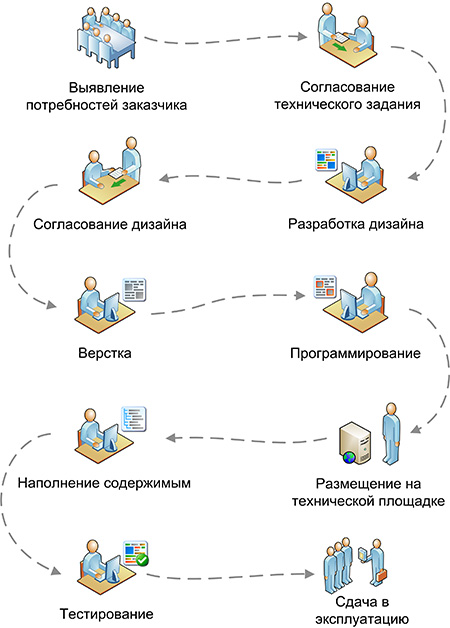 Выявление
потребностей заказчика
Согласование
технического задания
Разработка дизайна
Согласование дизайна
Верстка
Программирование
Размещение на
технической площадке
Наполнение содержимым
Тестирование
Сдача в
эксплуатацию